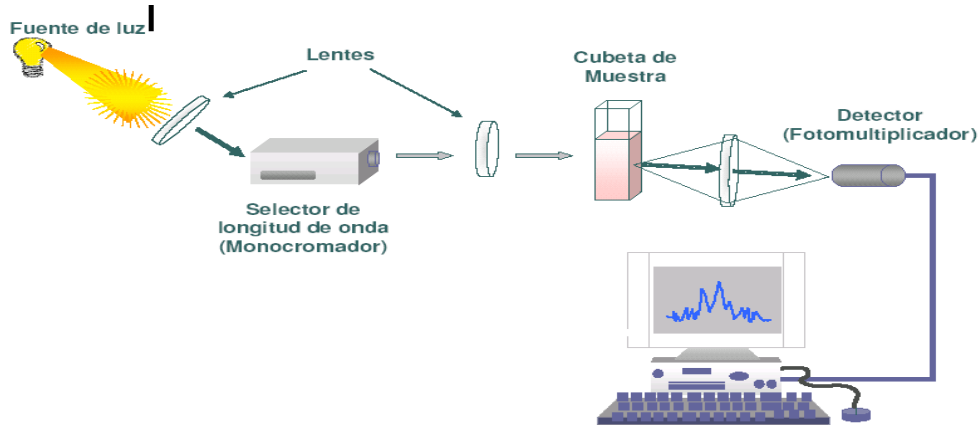 Fuente de luz
Lentes
Cubeta de
Muestra
Detector
(Fotomultiplicador)
Selector de
longitud de onda
(Monocromador)